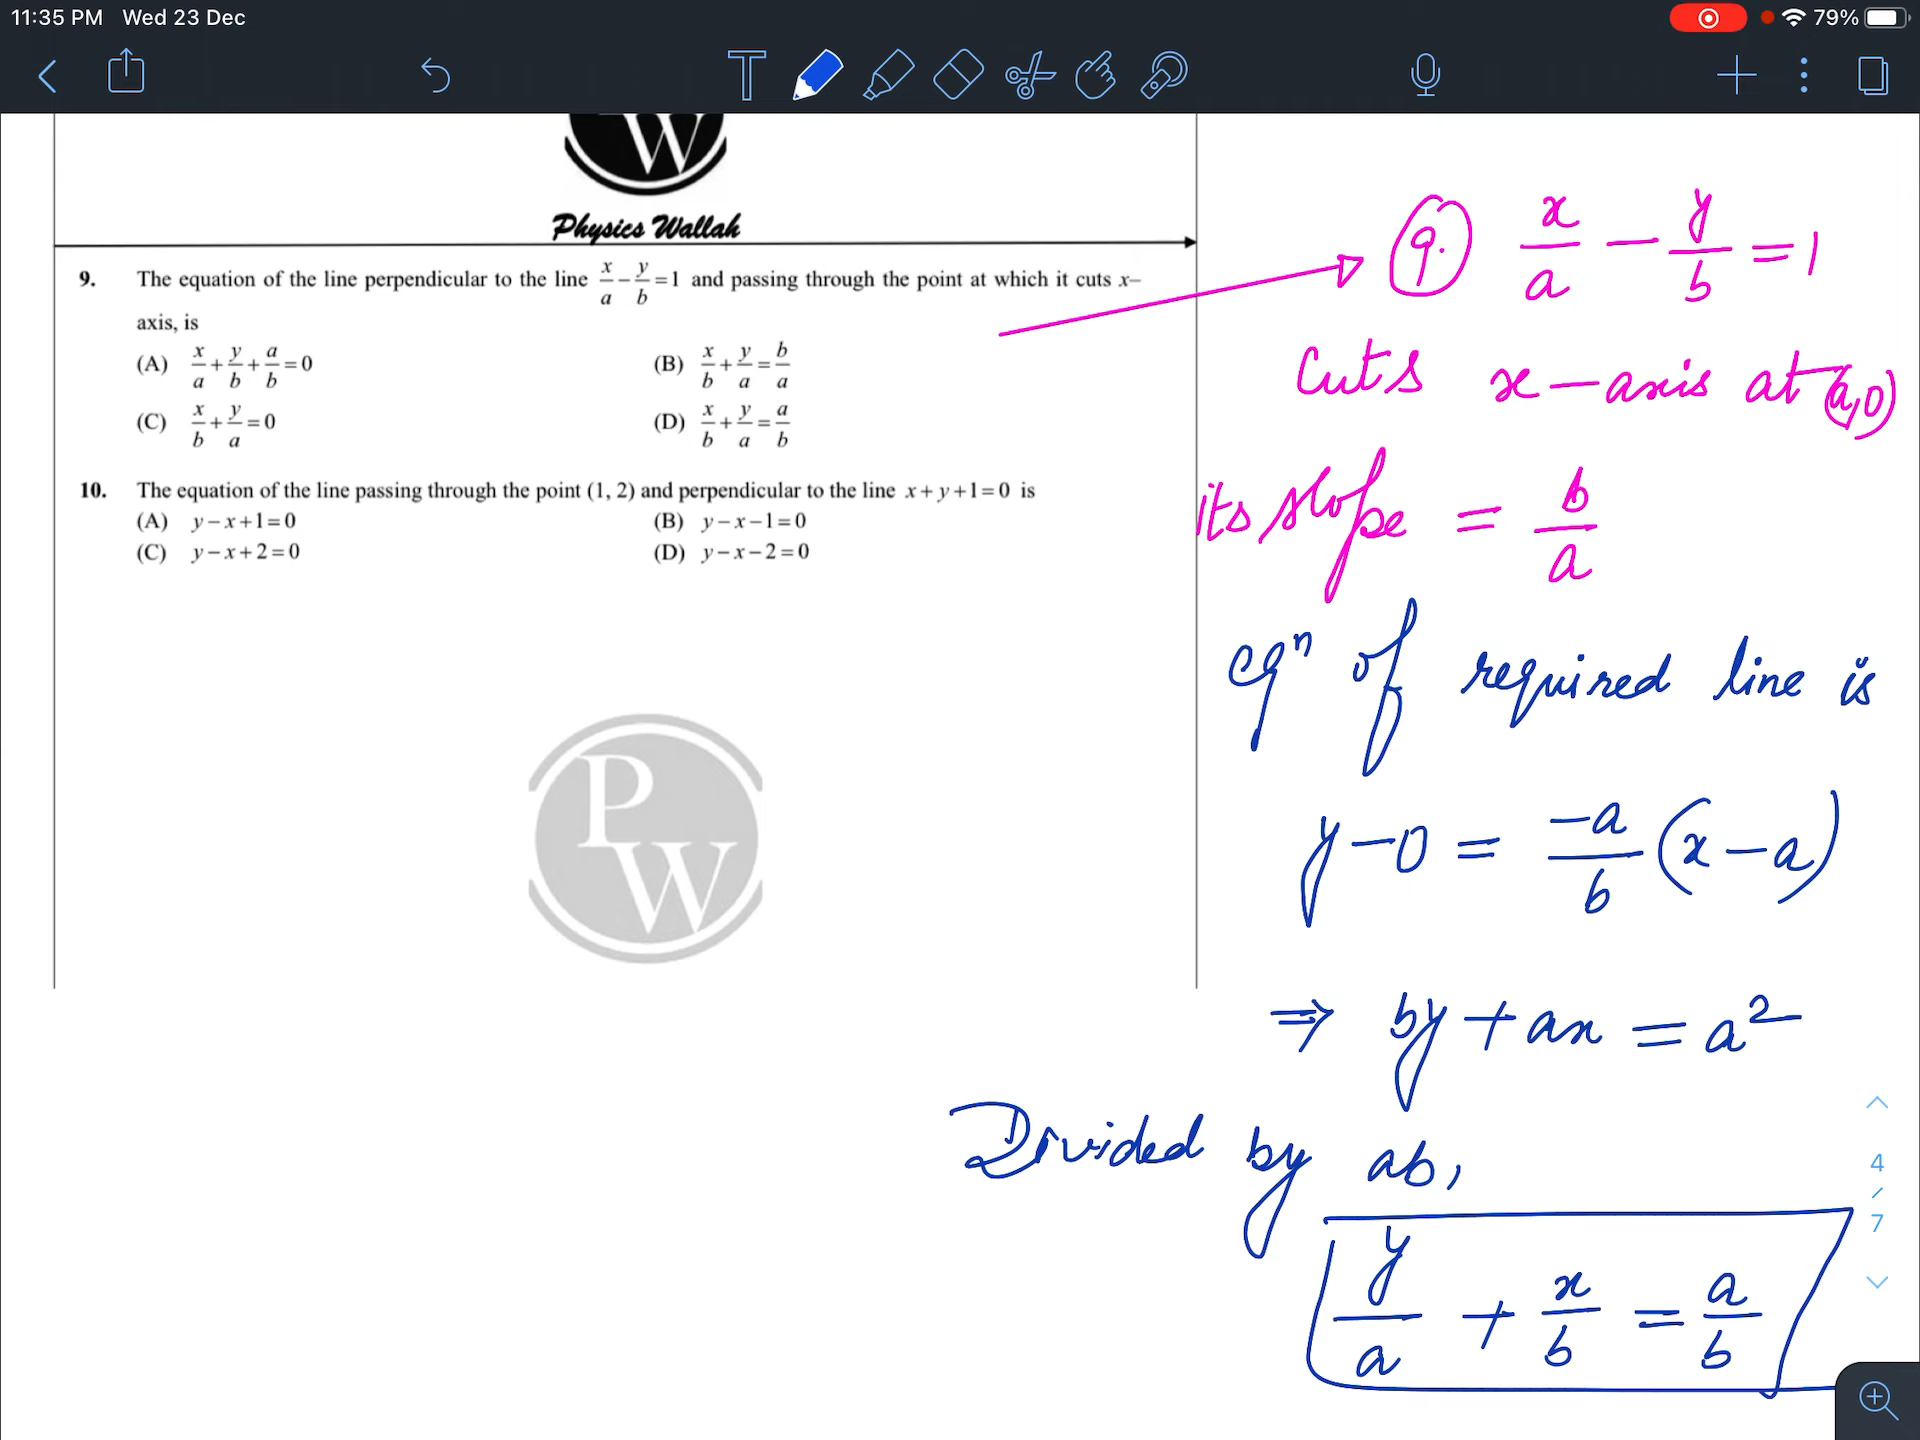 11:35 PM Wed 23 Dec
79%
W
Physics Wallah
9. The equation of the line perpendicular to the line x/a − y/b = 1 and passing through the point at which it cuts x–
axis, is
(A) x/a + y/b + a/b = 0
(B) x/b + y/a = b/a
(C) x/b + y/a = 0
(D) x/b + y/a = a/b
10. The equation of the line passing through the point (1, 2) and perpendicular to the line x + y + 1 = 0 is
(A) y − x + 1 = 0
(B) y − x − 1 = 0
(C) y − x + 2 = 0
(D) y − x − 2 = 0
PW
9. x/a − y/b = 1
Cuts x-axis at (a,0)
its slope = b/a
eqⁿ of required line is
y − 0 = −a/b (x − a)
⇒ by + ax = a²
Divided by ab,
y/a + x/b = a/b
4
/
7